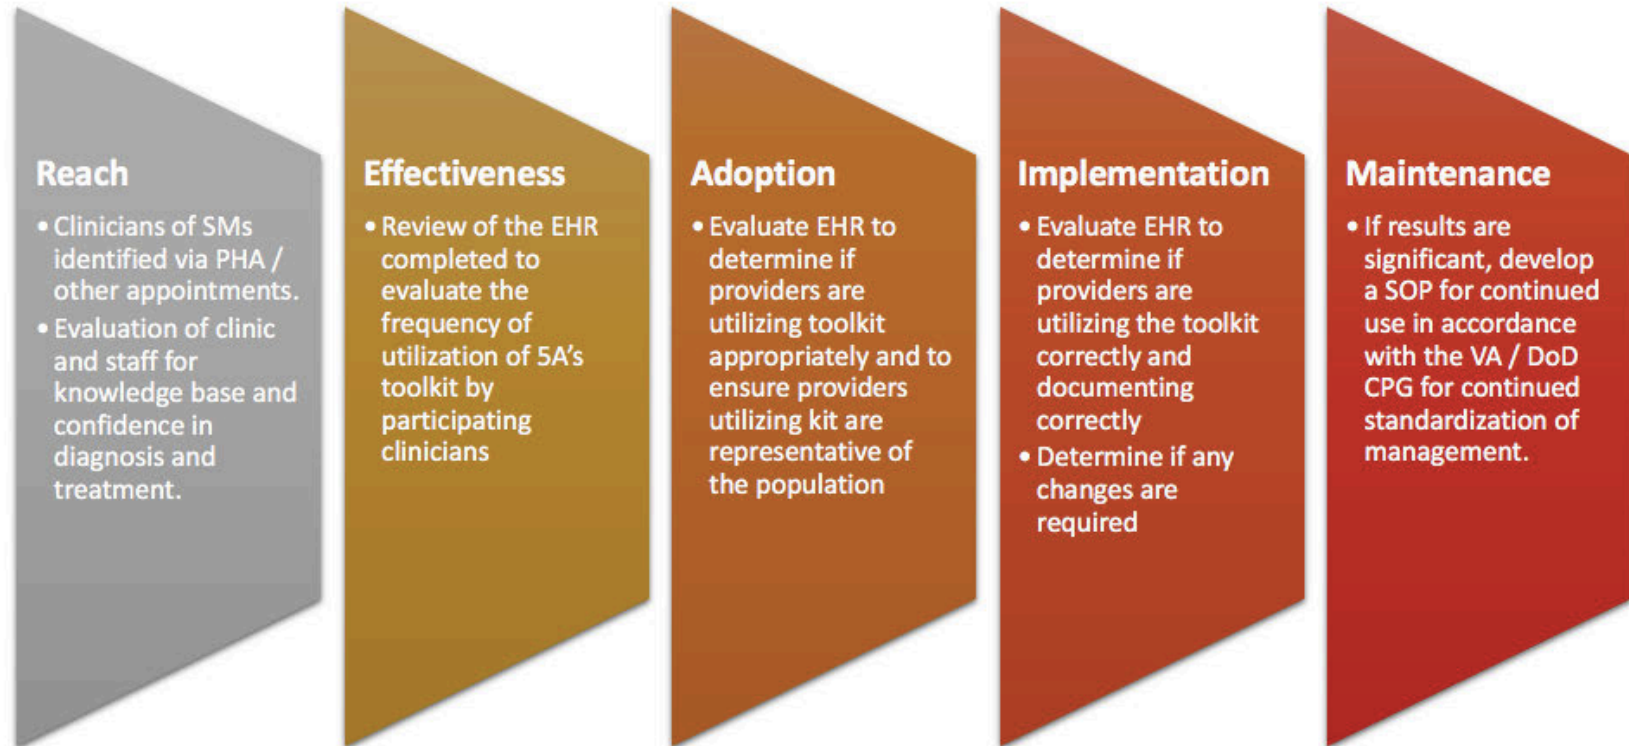 Reach
• Clinicians of SMs
identified via PHA /
other appointments.
• Evaluation of clinic
and staff for
knowledge base and
confidence in
diagnosis and
treatment.
Effectiveness
• Review of the EHR
completed to
evaluate the
frequency of
utilization of 5A's
toolkit by
participating
clinicians
Adoption
• Evaluate EHR to
determine if
providers are
utilizing toolkit
appropriately and to
ensure providers
utilizing kit are
representative of
the population
Implementation
• Evaluate EHR to
determine if
providers are
utilizing the toolkit
correctly and
documenting
correctly
• Determine if any
changes are
required
Maintenance
• If results are
significant, develop
a SOP for continued
use in accordance
with the VA / DoD
CPG for continued
standardization of
management.